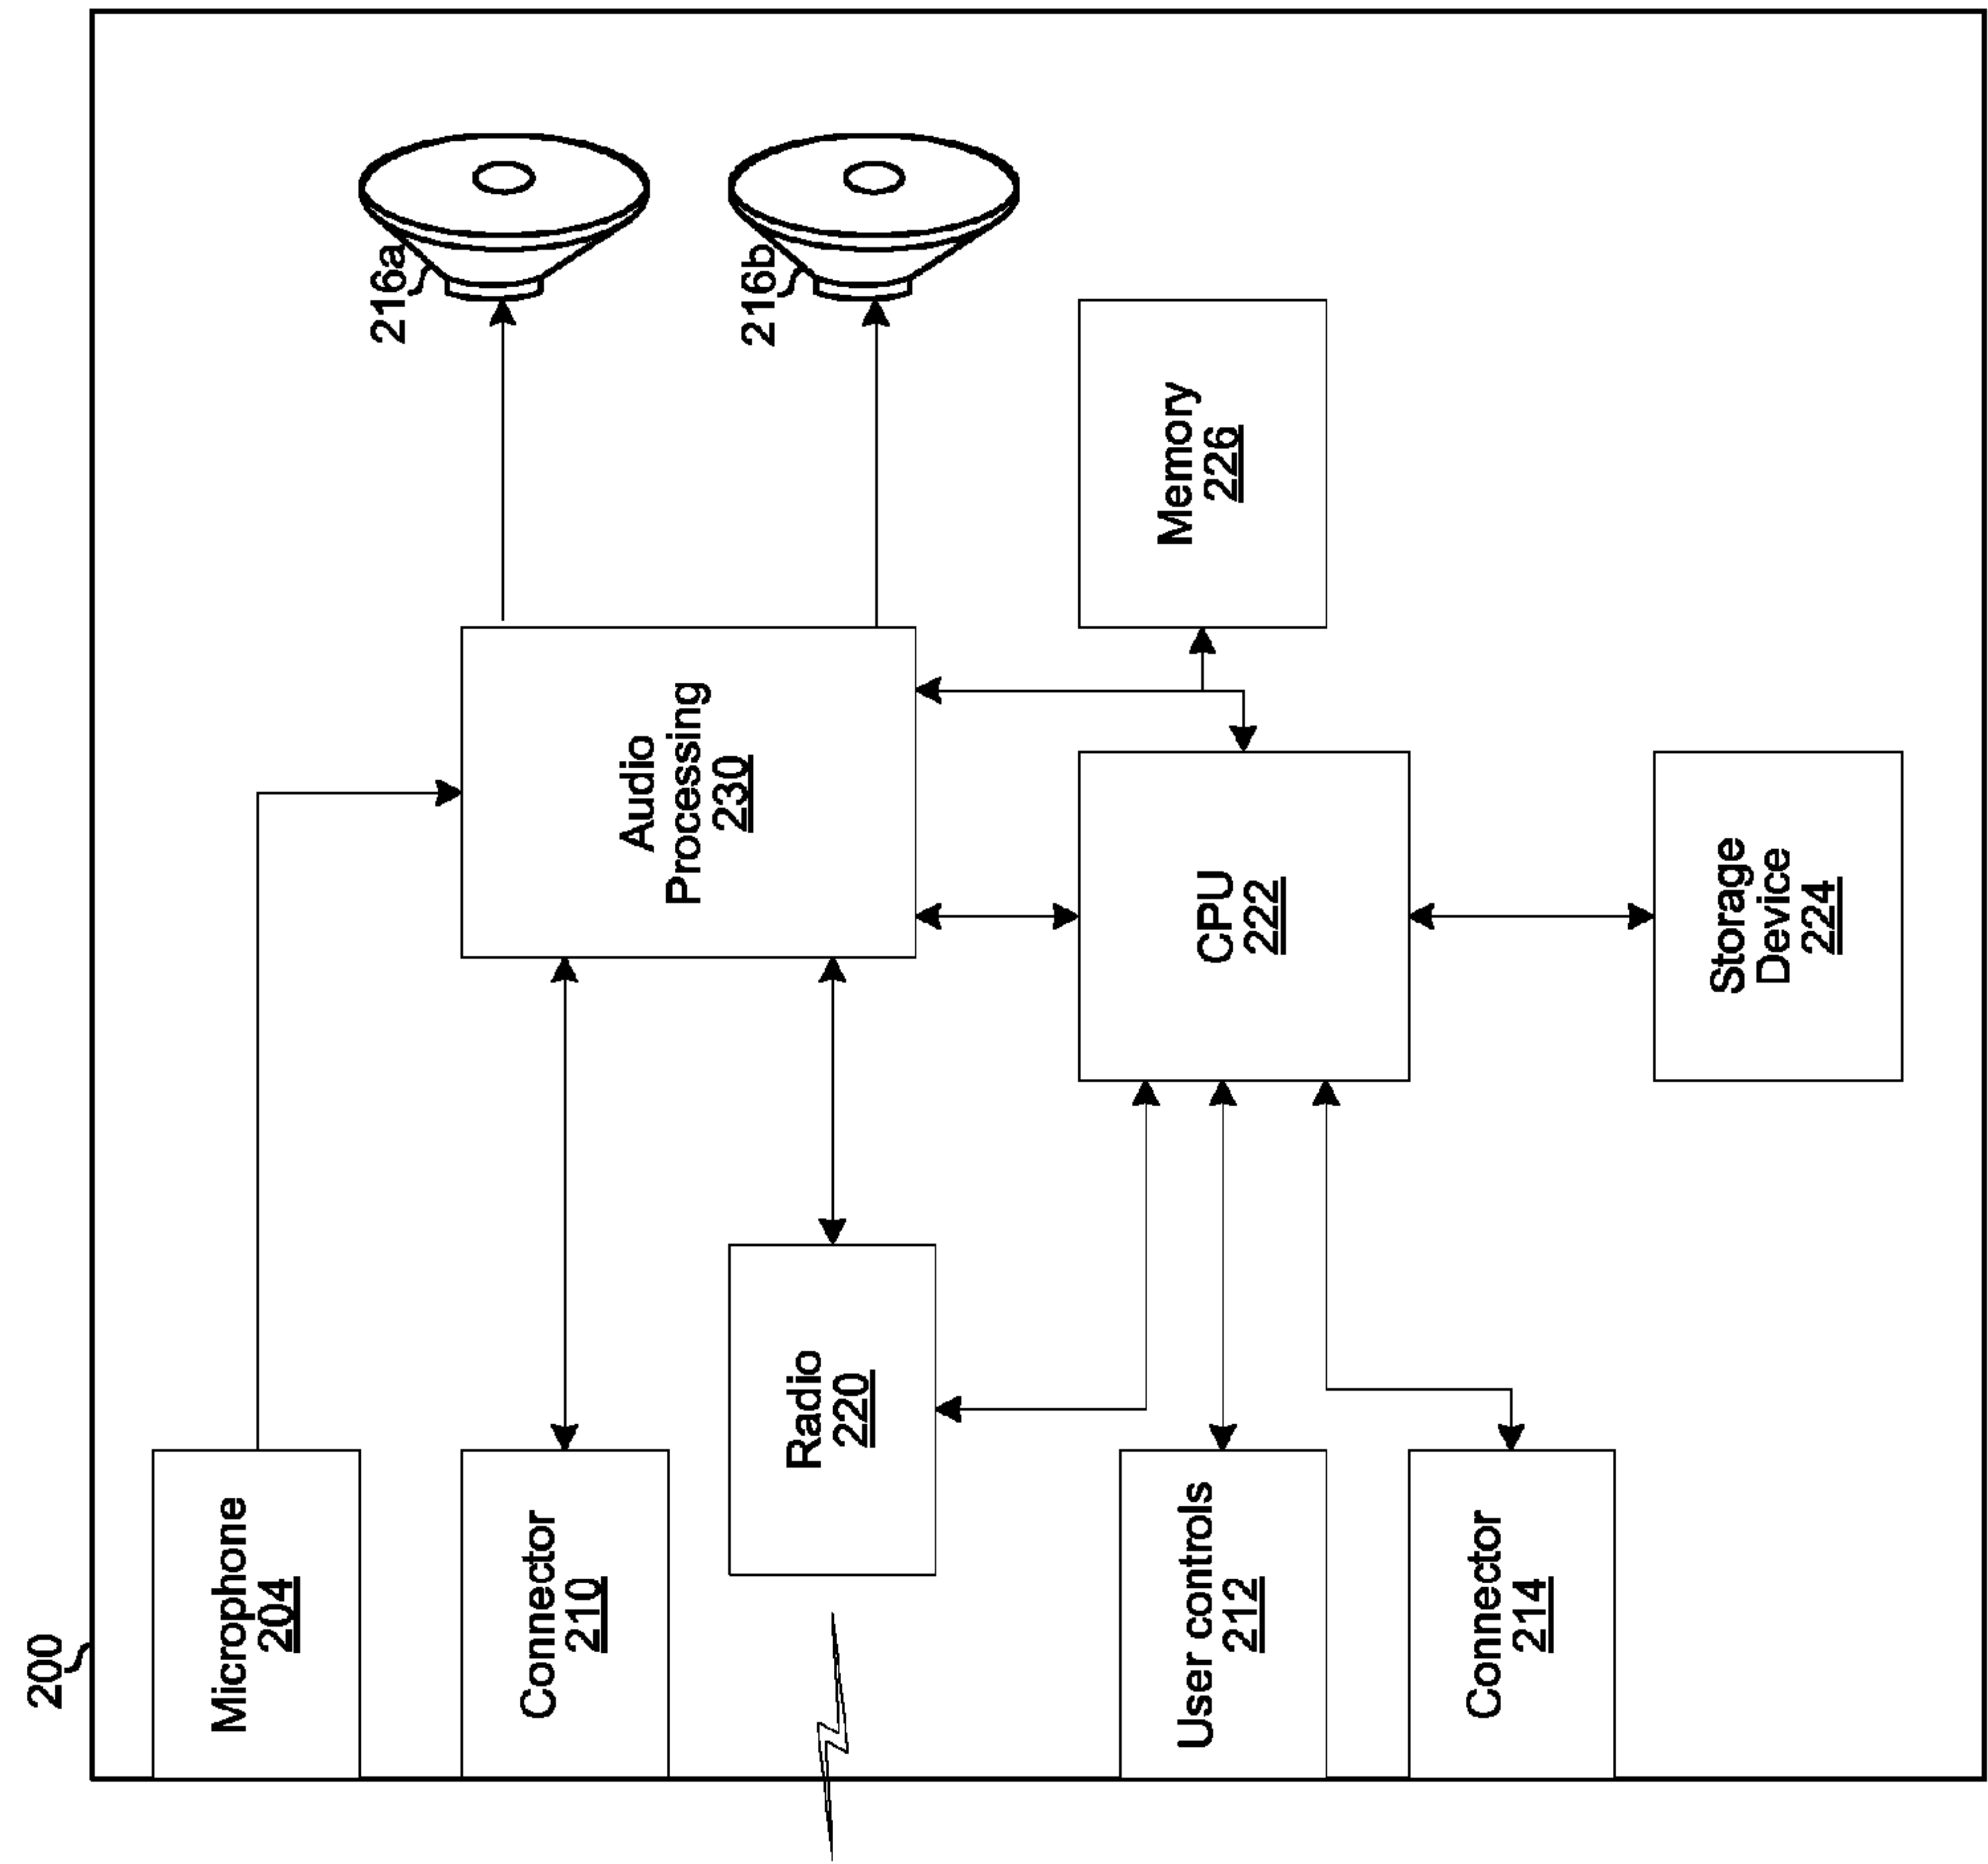 200
Microphone
204
Connector
210
Radio
220
User controls
212
Connector
214
Audio
Processing
230
CPU
222
Storage
Device
224
Memory
226
216a
216b